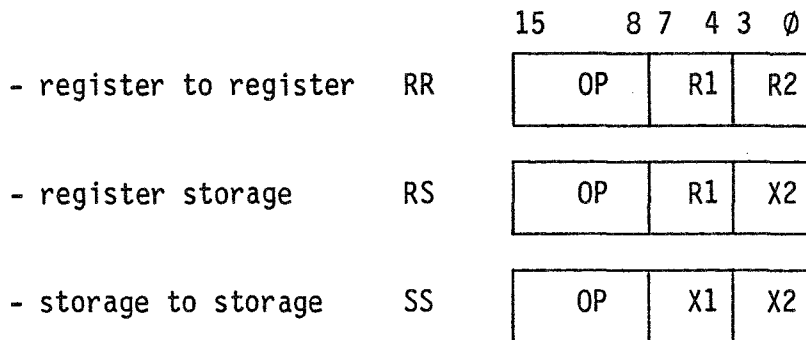 15 8 7 4 3 Ø
- register to register RR OP R1 R2
- register storage RS OP R1 X2
- storage to storage SS OP X1 X2